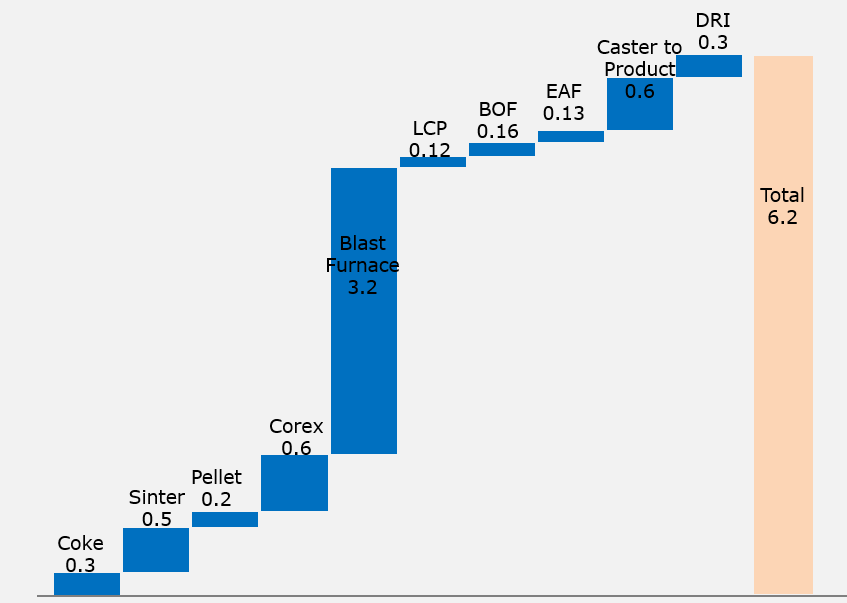 Coke
0.3
Sinter
0.5
Pellet
0.2
Corex
0.6
Blast
Furnace
3.2
LCP
0.12
BOF
0.16
EAF
0.13
Caster to
Product
0.6
DRI
0.3
Total
6.2